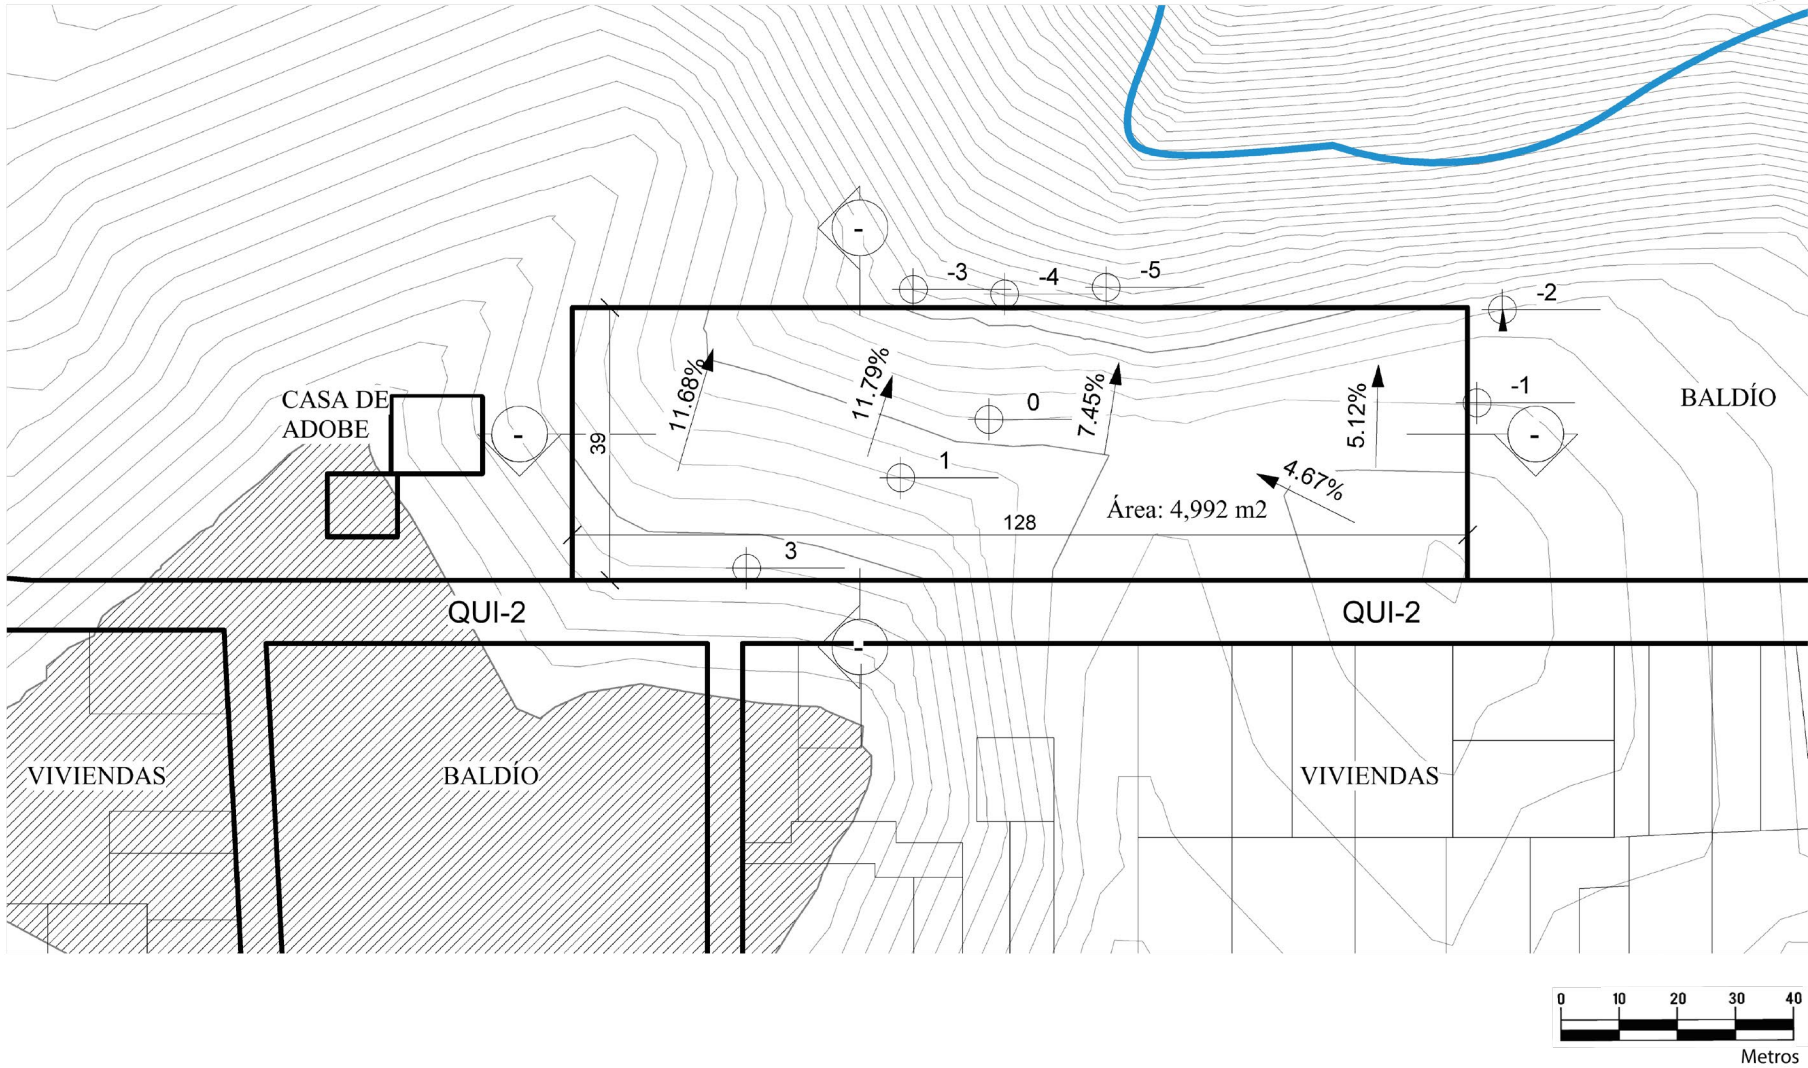 -
-3
-4
-5
-2
11.68%
11.79%
7.45%
5.12%
-1
0
BALDÍO
CASA DE
ADOBE
-
39
1
4.67%
-
Área: 4,992 m2
128
3
QUI-2
QUI-2
-
VIVIENDAS
BALDÍO
VIVIENDAS
0 10 20 30 40
Metros